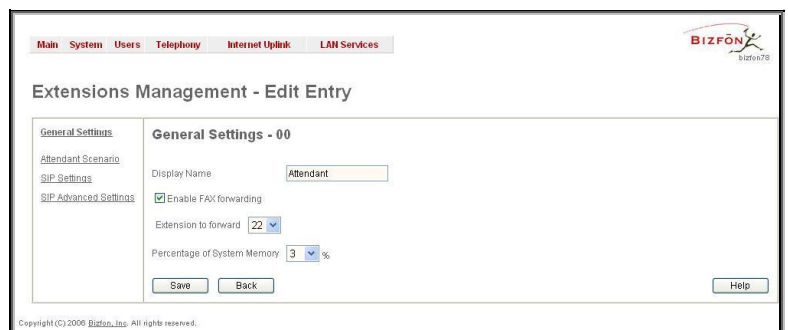 Main System Users Telephony Internet Uplink LAN Services
BIZFŌN
bizfon78
Extensions Management - Edit Entry
General Settings
Attendant Scenario
SIP Settings
SIP Advanced Settings
General Settings - 00
Display Name Attendant
Enable FAX forwarding
Extension to forward 22
Percentage of System Memory 3 %
Save Back Help
Copyright (C) 2006 Bizfon, Inc. All rights reserved.